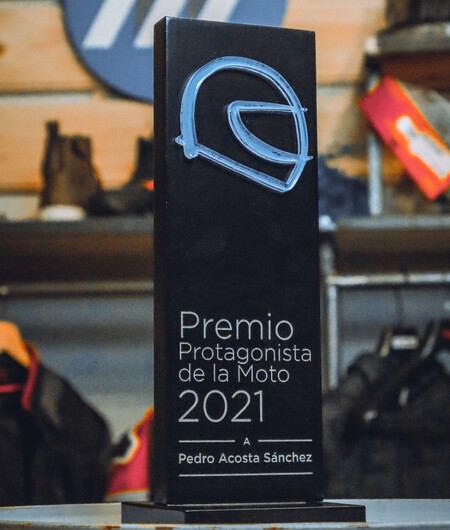 Premio
Protagonista
de la Moto
2021
A
Pedro Acosta Sánchez